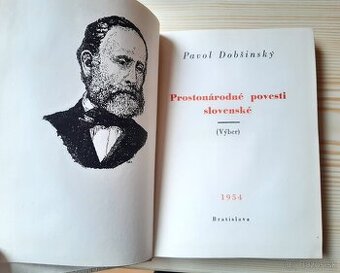 Pavol Dobšinský
Prostonárodné povesti
slovenské
(Výber)
1954
Bratislava